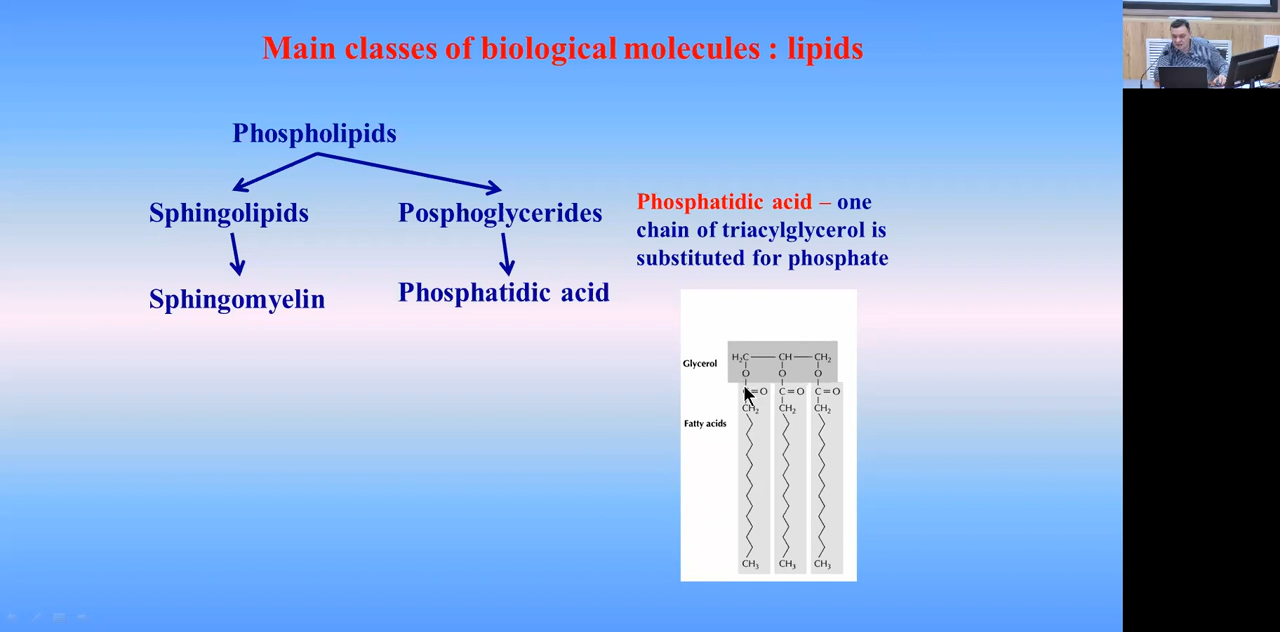 Main classes of biological molecules : lipids
Phospholipids
Sphingolipids
Posphoglycerides
Sphingomyelin
Phosphatidic acid
Phosphatidic acid – one
chain of triacylglycerol is
substituted for phosphate
Glycerol
H₂C CH CH₂
O O O
C=O C=O C=O
CH₂ CH₂ CH₂
Fatty acids
CH₃ CH₃ CH₃